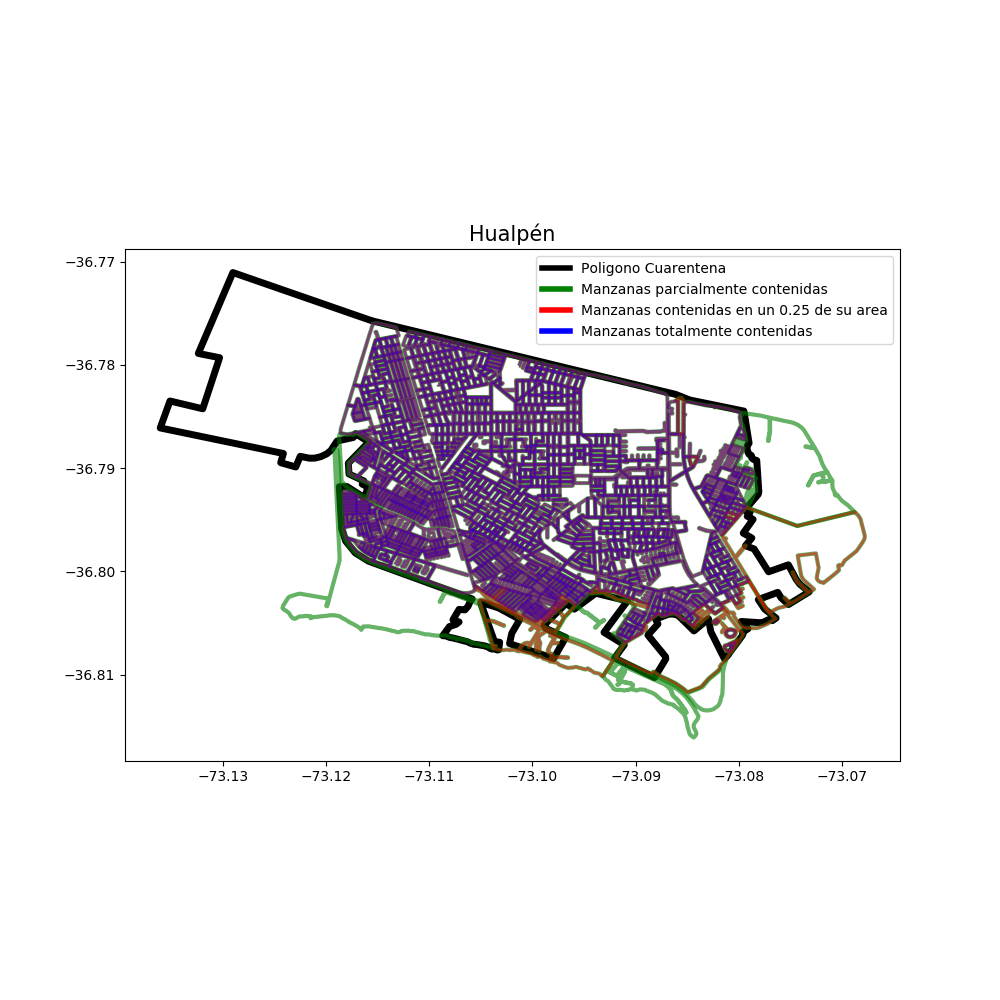 Hualpén
Poligono Cuarentena
Manzanas parcialmente contenidas
Manzanas contenidas en un 0.25 de su area
Manzanas totalmente contenidas
−36.77
−36.78
−36.79
−36.80
−36.81
−73.13 −73.12 −73.11 −73.10 −73.09 −73.08 −73.07